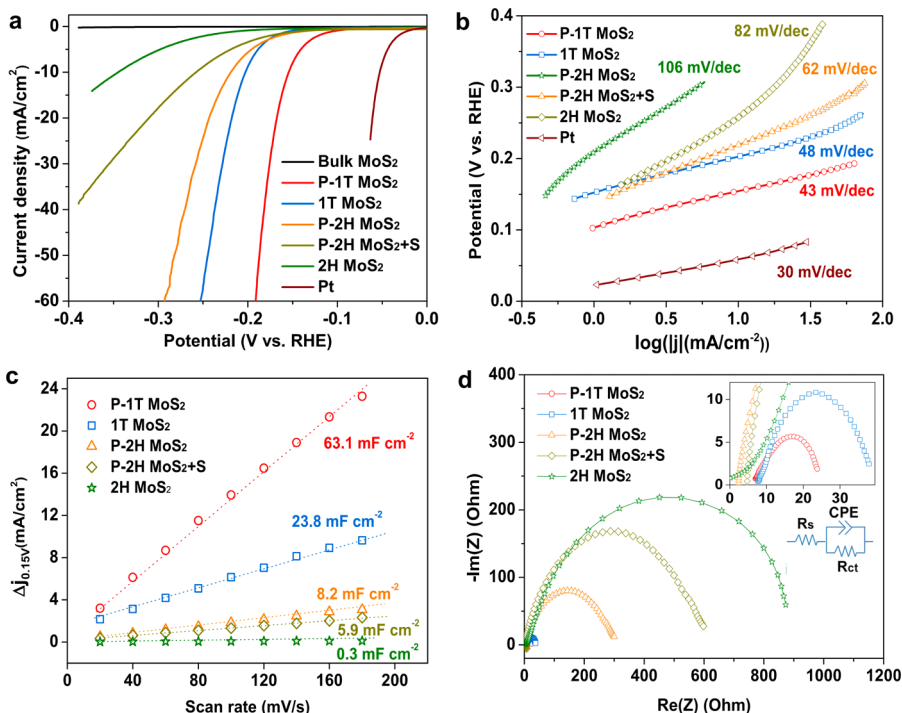 a
Current density (mA/cm²)
0
-10
-20
-30
-40
-50
-60
Bulk MoS₂
P-1T MoS₂
1T MoS₂
P-2H MoS₂
P-2H MoS₂+S
2H MoS₂
Pt
-0.4
-0.3
-0.2
-0.1
0.0
Potential (V vs. RHE)
b
Potential (V vs. RHE)
0.4
0.3
0.2
0.1
0.0
P-1T MoS₂
1T MoS₂
P-2H MoS₂
P-2H MoS₂+S
2H MoS₂
Pt
82 mV/dec
106 mV/dec
62 mV/dec
48 mV/dec
43 mV/dec
30 mV/dec
-0.5
0.0
0.5
1.0
1.5
2.0
log(|j|(mA/cm⁻²))
c
Δj₀.₁₅ᵥ(mA/cm²)
24
20
16
12
8
4
0
P-1T MoS₂
1T MoS₂
P-2H MoS₂
P-2H MoS₂+S
2H MoS₂
63.1 mF cm⁻²
23.8 mF cm⁻²
8.2 mF cm⁻²
5.9 mF cm⁻²
0.3 mF cm⁻²
0
40
80
120
160
200
Scan rate (mV/s)
d
-Im(Z) (Ohm)
400
350
300
250
200
150
100
50
0
P-1T MoS₂
1T MoS₂
P-2H MoS₂
P-2H MoS₂+S
2H MoS₂
10
5
0
0
10
20
30
CPE
Rs
Rct
0
200
400
600
800
1000
1200
Re(Z) (Ohm)